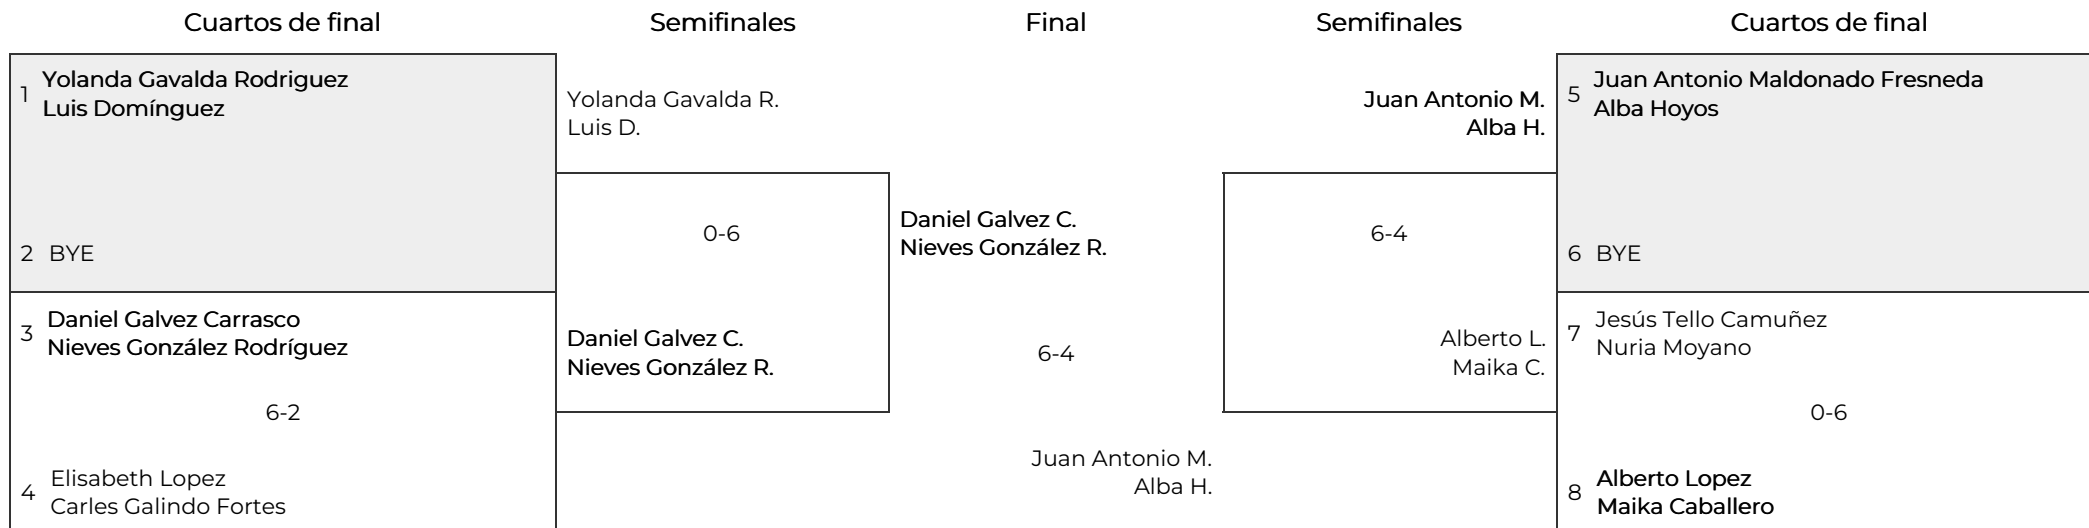 Cuartos de final
Semifinales
Final
Semifinales
Cuartos de final
1
Yolanda Gavalda Rodriguez
Luis Domínguez
2 BYE
3
Daniel Galvez Carrasco
Nieves González Rodríguez
6-2
4
Elisabeth Lopez
Carles Galindo Fortes
Yolanda Gavalda R.
Luis D.
0-6
Daniel Galvez C.
Nieves González R.
Daniel Galvez C.
Nieves González R.
6-4
Juan Antonio M.
Alba H.
Juan Antonio M.
Alba H.
6-4
Alberto L.
Maika C.
5
Juan Antonio Maldonado Fresneda
Alba Hoyos
6 BYE
7
Jesús Tello Camuñez
Nuria Moyano
0-6
8
Alberto Lopez
Maika Caballero